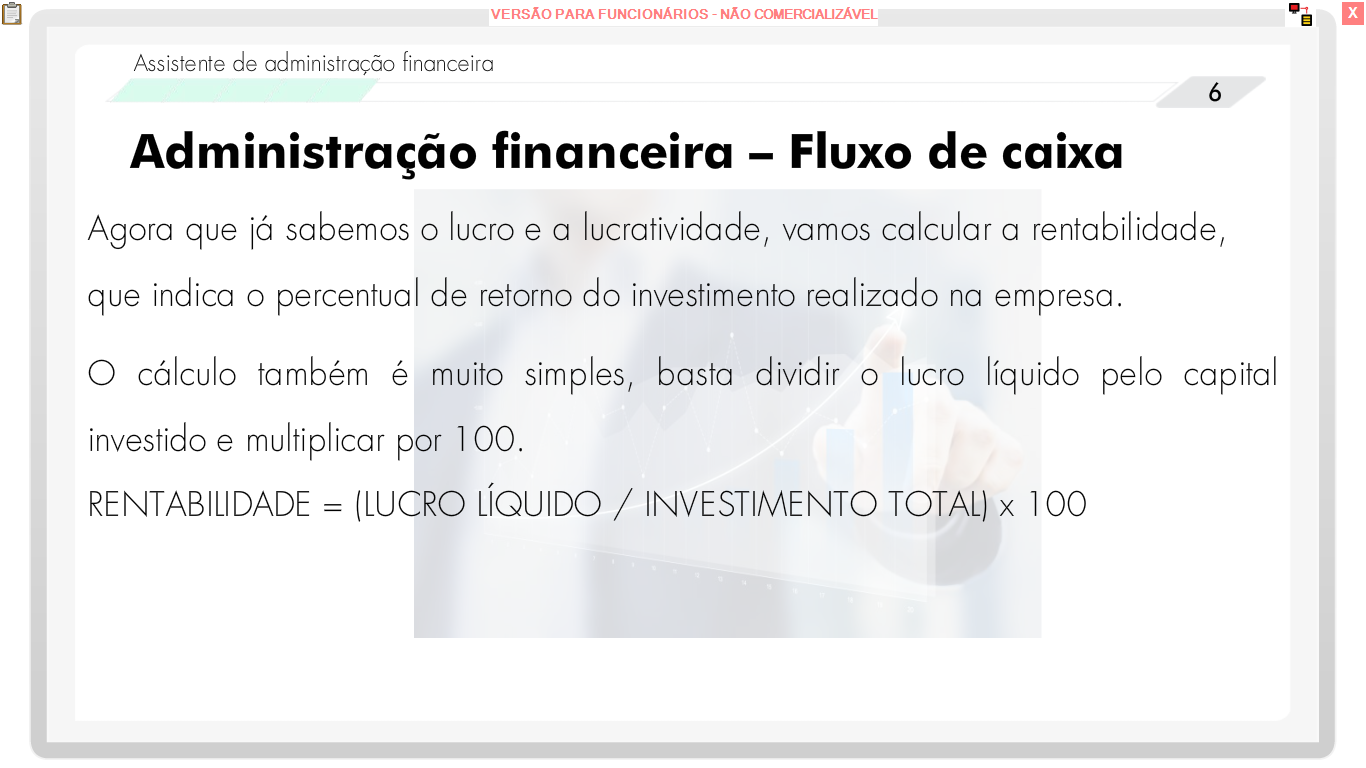 VERSÃO PARA FUNCIONÁRIOS - NÃO COMERCIALIZÁVEL
X
Assistente de administração financeira
6
Administração financeira – Fluxo de caixa
Agora que já sabemos o lucro e a lucratividade, vamos calcular a rentabilidade,
que indica o percentual de retorno do investimento realizado na empresa.
O cálculo também é muito simples, basta dividir o lucro líquido pelo capital
investido e multiplicar por 100.
RENTABILIDADE = (LUCRO LÍQUIDO / INVESTIMENTO TOTAL) x 100